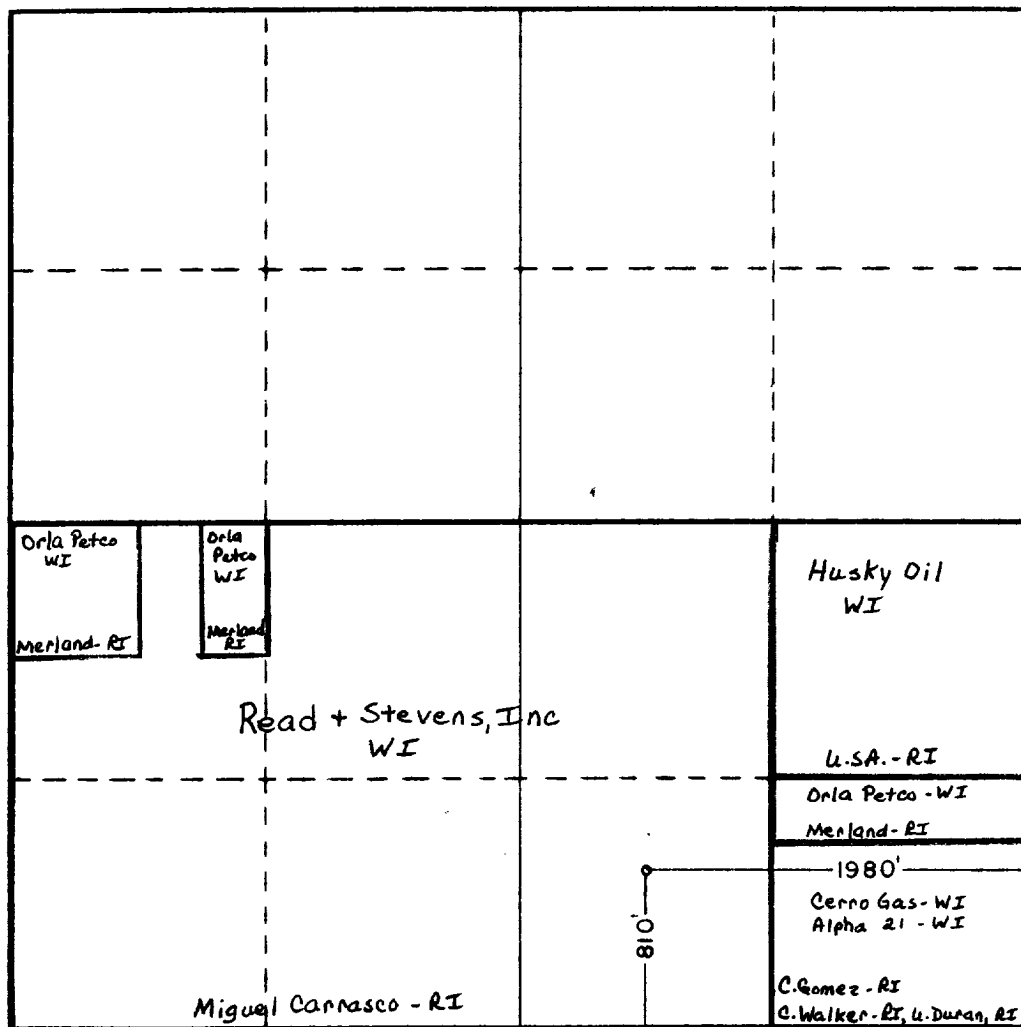 Orla Petco
WI
Merland - RI
Orla
Petco
WI
Merland
RI
Husky Oil
WI
U.SA. - RI
Read + Stevens, Inc
WI
Orla Petco - WI
Merland - RI
1980'
810'
Cerro Gas - WI
Alpha 21 - WI
C. Gomez - RI
C. Walker - RI, U. Duran, RI
Miguel Carrasco - RI